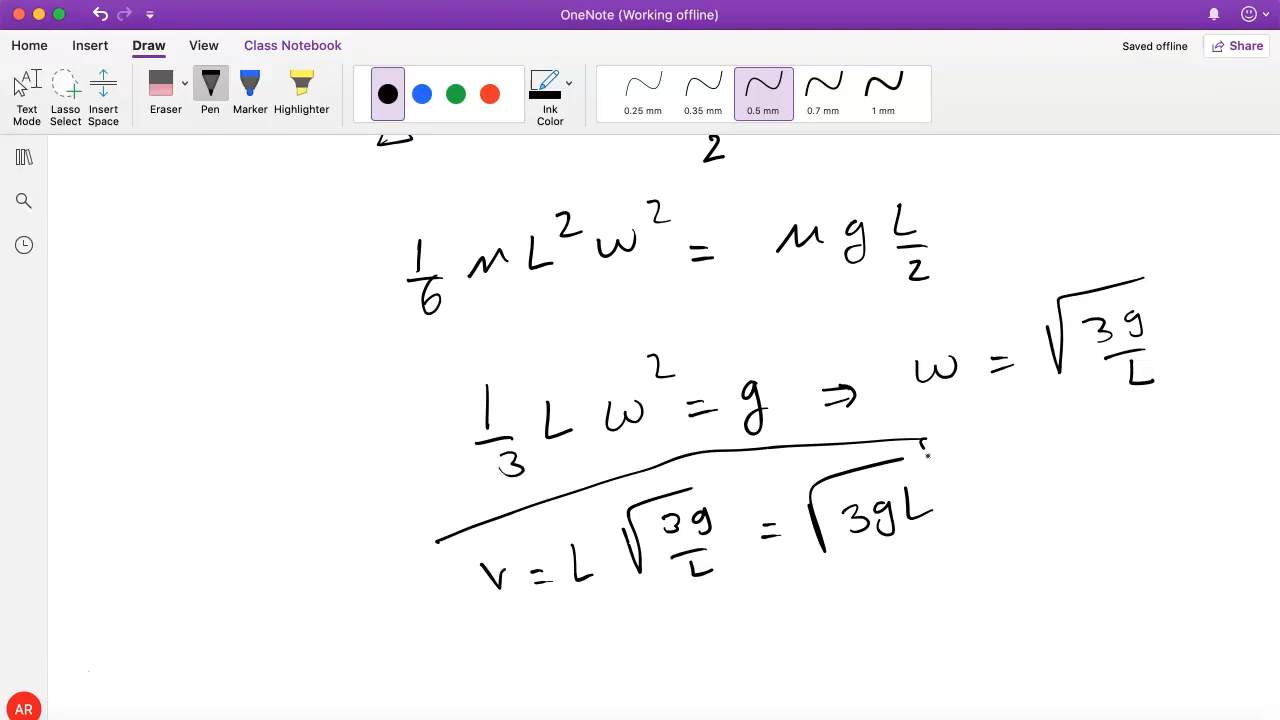 OneNote (Working offline)
Home Insert Draw View Class Notebook
Saved offline Share
Text Mode
Lasso Select
Insert Space
Eraser
Pen
Marker
Highlighter
Ink Color
0.25 mm 0.35 mm 0.5 mm 0.7 mm 1 mm
2
1/6 m L² w² = m g L/2
1/3 L w² = g ⇒ w = √(3g/L)
v = L √(3g/L) = √(3gL)
AR